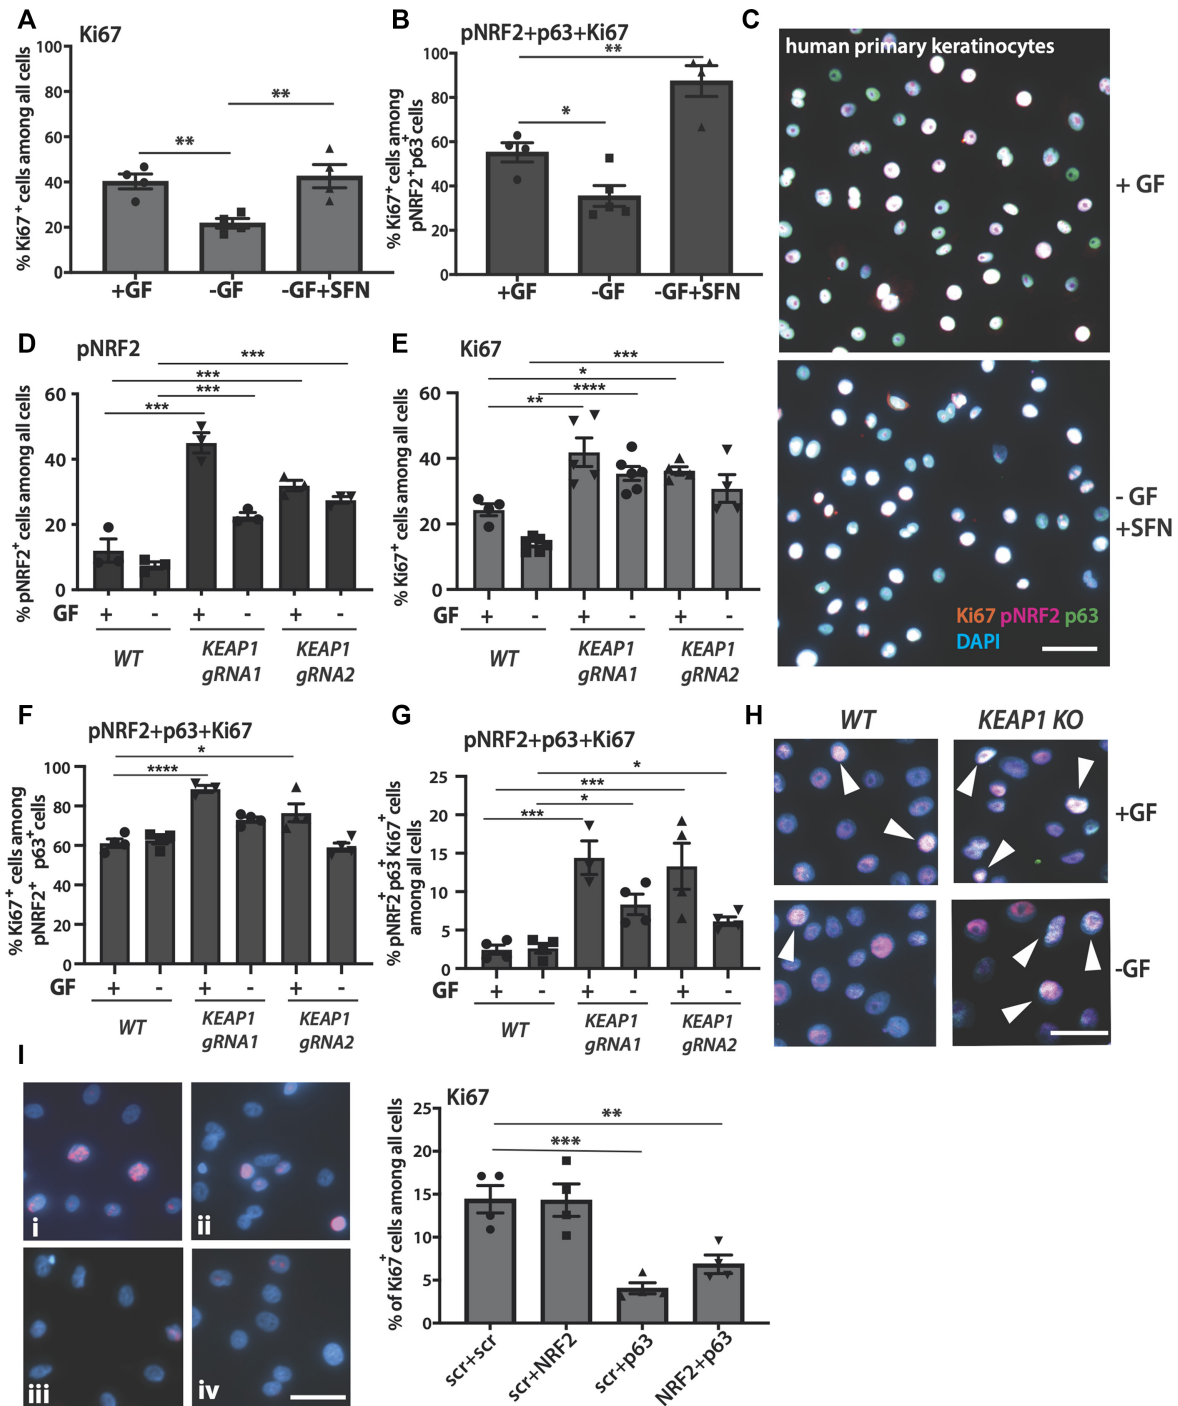 A
Ki67
% Ki67+ cells among all cells
100
80
60
40
20
0
**
**
+GF
-GF
-GF+SFN
B
pNRF2+p63+Ki67
% Ki67+ cells among
pNRF2+p63+ cells
100
80
60
40
20
0
**
*
+GF
-GF
-GF+SFN
C
human primary keratinocytes
+ GF
- GF
+SFN
Ki67 pNRF2 p63
DAPI
D
pNRF2
% pNRF2+ cells among all cells
60
40
20
0
***
***
***
***
GF + - + - + -
WT
KEAP1
gRNA1
KEAP1
gRNA2
E
Ki67
% Ki67+ cells among all cells
60
40
20
0
***
*
****
**
GF + - + - + -
WT
KEAP1
gRNA1
KEAP1
gRNA2
F
pNRF2+p63+Ki67
% Ki67+ cells among
pNRF2+ p63+ cells
100
80
60
40
20
0
*
****
GF + - + - + -
WT
KEAP1
gRNA1
KEAP1
gRNA2
G
pNRF2+p63+Ki67
% pNRF2+p63+Ki67+ cells
among all cells
25
20
15
10
5
0
*
***
*
***
GF + - + - + -
WT
KEAP1
gRNA1
KEAP1
gRNA2
H
WT
KEAP1 KO
+GF
-GF
I
i
ii
iii
iv
Ki67
% of Ki67+ cells among all cells
25
20
15
10
5
0
**
***
scr+scr
scr+NRF2
scr+p63
NRF2+p63